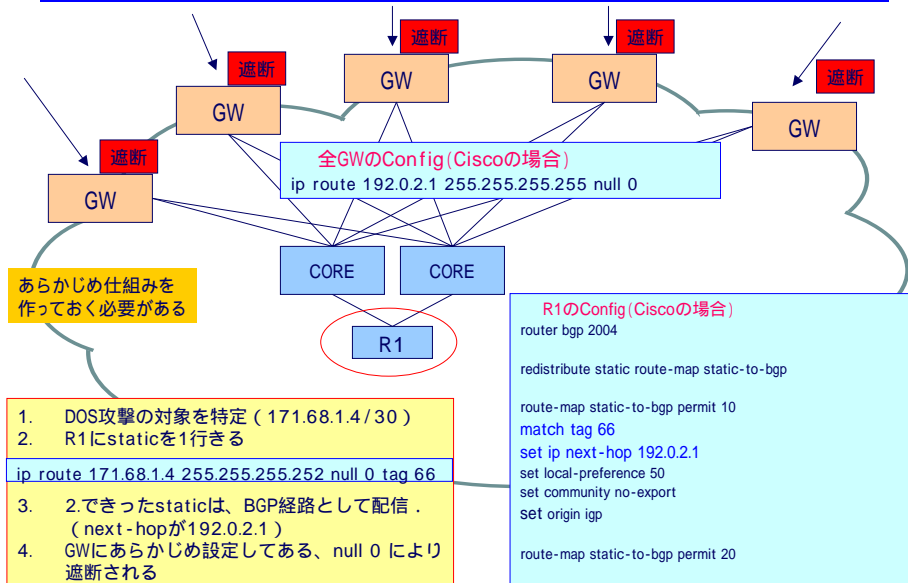 遮断
GW
遮断
GW
遮断
GW
遮断
GW
遮断
GW
全GWのConfig(Ciscoの場合)
ip route 192.0.2.1 255.255.255.255 null 0
CORE
CORE
R1
あらかじめ仕組みを
作っておく必要がある
1. DOS攻撃の対象を特定（171.68.1.4/30）
2. R1にstaticを1行きる
ip route 171.68.1.4 255.255.255.252 null 0 tag 66
3. 2.できったstaticは、BGP経路として配信．
（next-hopが192.0.2.1）
4. GWにあらかじめ設定してある、null 0 により
遮断される
R1のConfig(Ciscoの場合)
router bgp 2004
redistribute static route-map static-to-bgp
route-map static-to-bgp permit 10
match tag 66
set ip next-hop 192.0.2.1
set local-preference 50
set community no-export
set origin igp
route-map static-to-bgp permit 20